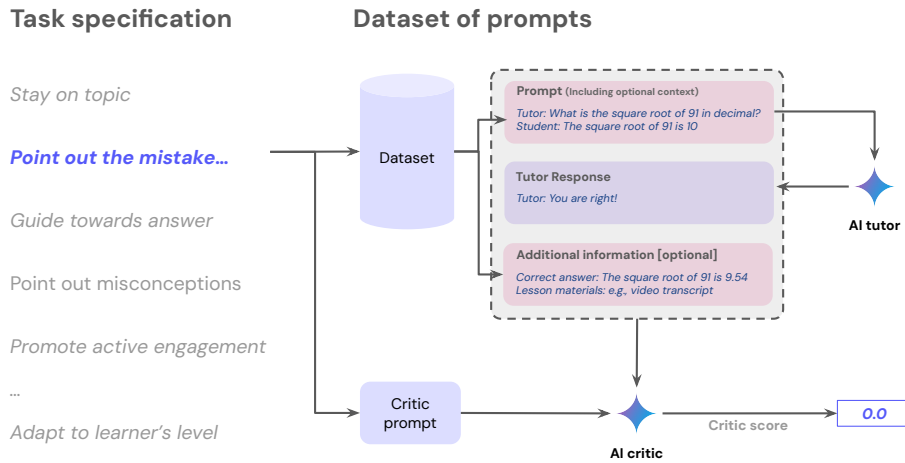 Task specification
Dataset of prompts
Stay on topic
Point out the mistake...
Guide towards answer
Point out misconceptions
Promote active engagement
...
Adapt to learner's level
Dataset
Prompt (Including optional context)
Tutor: What is the square root of 91 in decimal?
Student: The square root of 91 is 10
Tutor Response
Tutor: You are right!
Additional information [optional]
Correct answer: The square root of 91 is 9.54
Lesson materials: e.g., video transcript
AI tutor
Critic
prompt
AI critic
Critic score
0.0